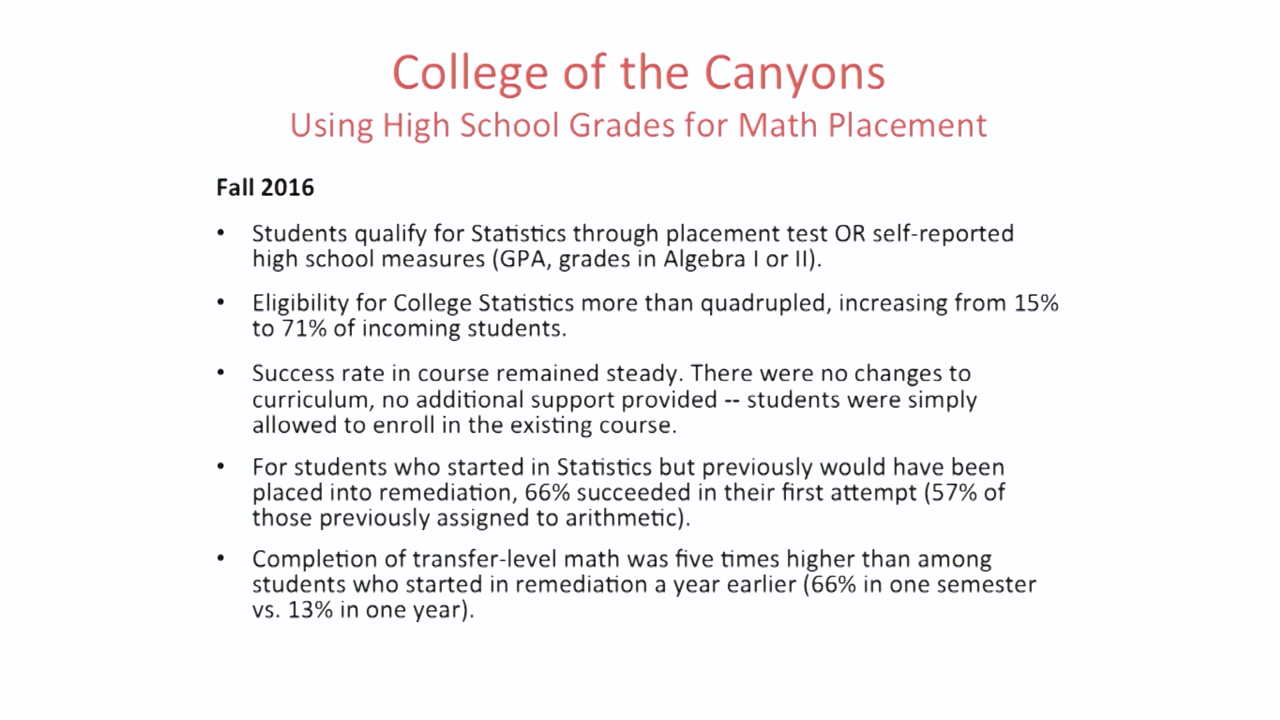 College of the Canyons
Using High School Grades for Math Placement
Fall 2016
• Students qualify for Statistics through placement test OR self-reported
high school measures (GPA, grades in Algebra I or II).
• Eligibility for College Statistics more than quadrupled, increasing from 15%
to 71% of incoming students.
• Success rate in course remained steady. There were no changes to
curriculum, no additional support provided -- students were simply
allowed to enroll in the existing course.
• For students who started in Statistics but previously would have been
placed into remediation, 66% succeeded in their first attempt (57% of
those previously assigned to arithmetic).
• Completion of transfer-level math was five times higher than among
students who started in remediation a year earlier (66% in one semester
vs. 13% in one year).